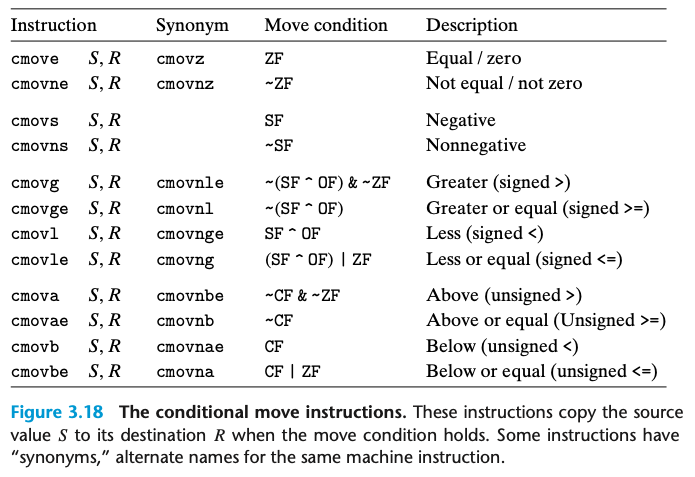 Instruction Synonym Move condition Description
cmove S, R cmovz ZF Equal / zero
cmovne S, R cmovnz ~ZF Not equal / not zero
cmovs S, R SF Negative
cmovns S, R ~SF Nonnegative
cmovg S, R cmovnle ~(SF ^ OF) & ~ZF Greater (signed >)
cmovge S, R cmovnl ~(SF ^ OF) Greater or equal (signed >=)
cmovl S, R cmovnge SF ^ OF Less (signed <)
cmovle S, R cmovng (SF ^ OF) | ZF Less or equal (signed <=)
cmova S, R cmovnbe ~CF & ~ZF Above (unsigned >)
cmovae S, R cmovnb ~CF Above or equal (Unsigned >=)
cmovb S, R cmovnae CF Below (unsigned <)
cmovbe S, R cmovna CF | ZF Below or equal (unsigned <=)
Figure 3.18 The conditional move instructions. These instructions copy the source
value S to its destination R when the move condition holds. Some instructions have
“synonyms,” alternate names for the same machine instruction.